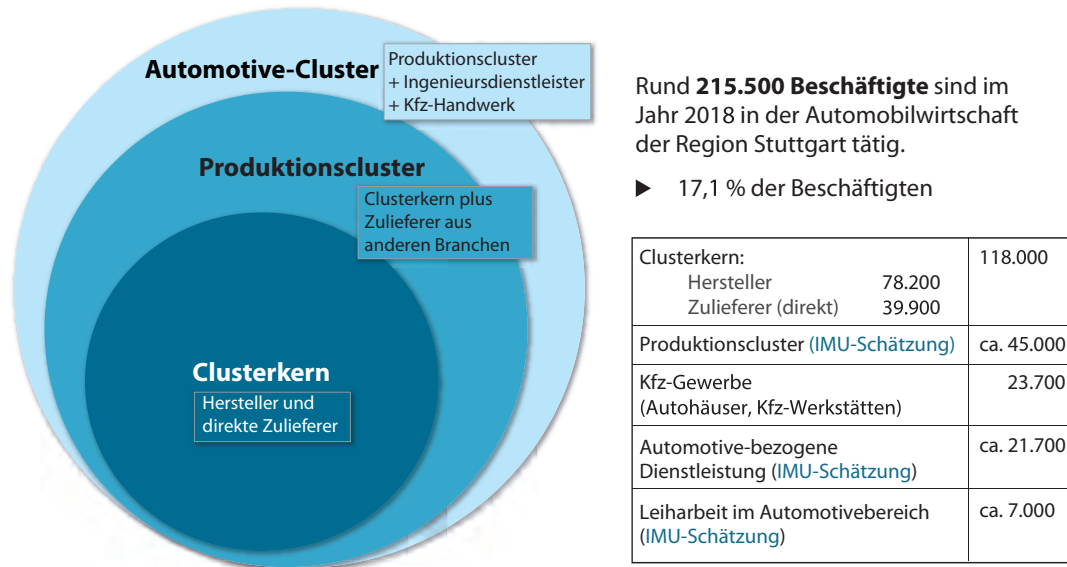 Automotive-Cluster
Produktionscluster
+ Ingenieursdienstleister
+ Kfz-Handwerk
Produktionscluster
Clusterkern plus
Zulieferer aus
anderen Branchen
Clusterkern
Hersteller und
direkte Zulieferer
Rund 215.500 Beschäftigte sind im
Jahr 2018 in der Automobilwirtschaft
der Region Stuttgart tätig.
▶ 17,1 % der Beschäftigten
Clusterkern: 118.000
Hersteller 78.200
Zulieferer (direkt) 39.900
Produktionscluster (IMU-Schätzung) ca. 45.000
Kfz-Gewerbe 23.700
(Autohäuser, Kfz-Werkstätten)
Automotive-bezogene ca. 21.700
Dienstleistung (IMU-Schätzung)
Leiharbeit im Automotivebereich ca. 7.000
(IMU-Schätzung)